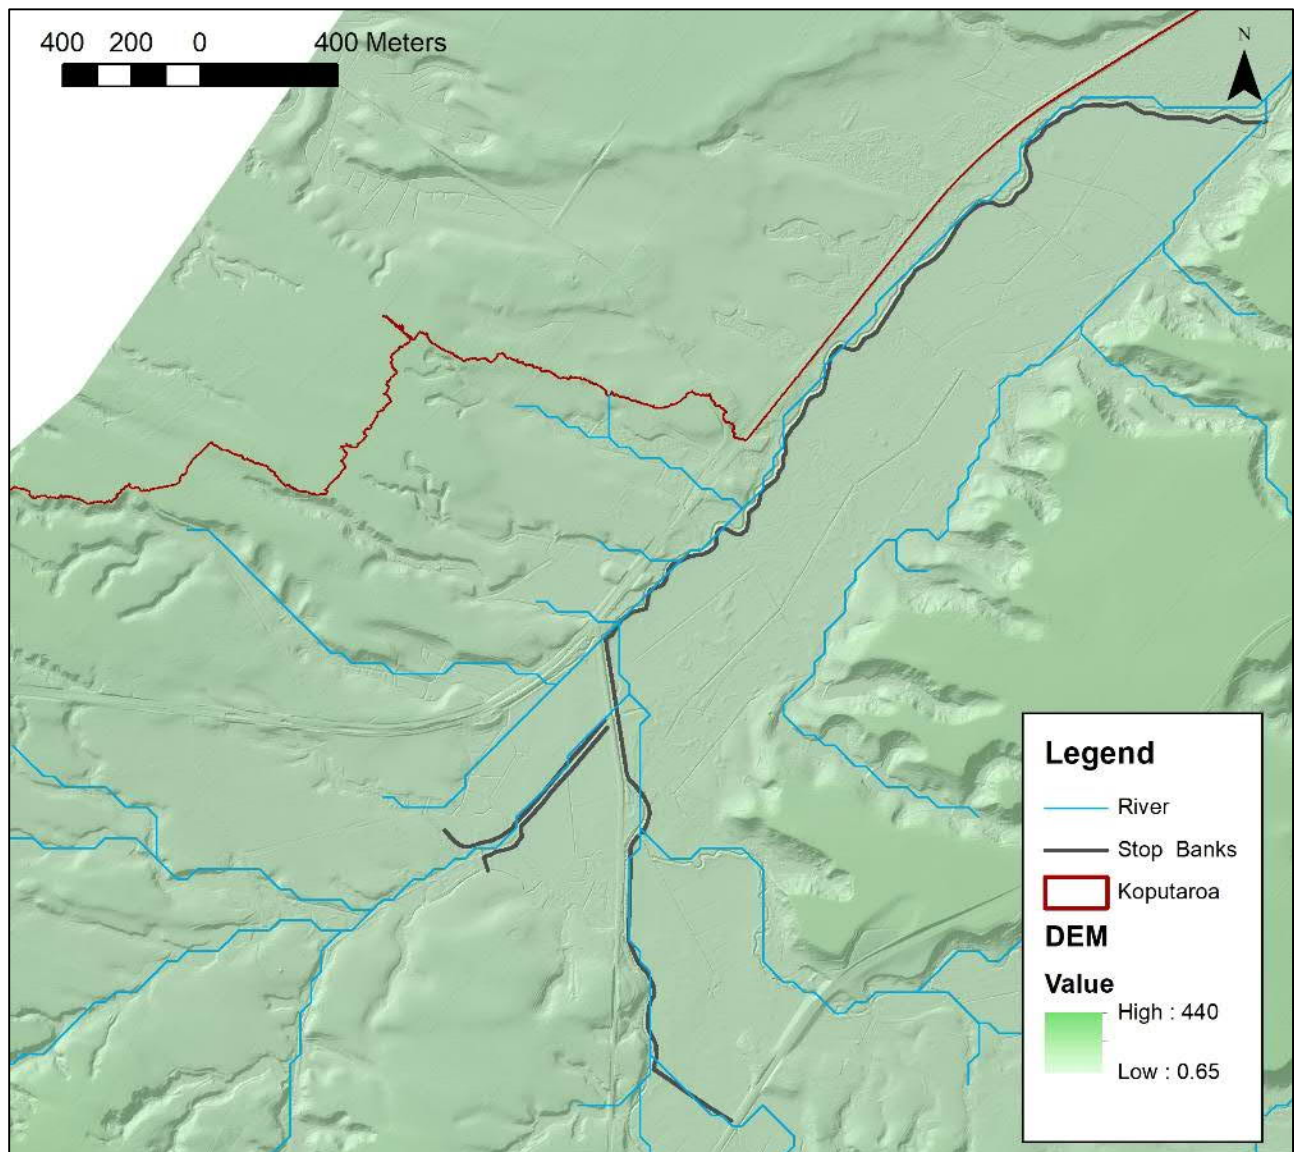 400 200 0 400 Meters
N
Legend
River
Stop Banks
Koputaroa
DEM
Value
High : 440
Low : 0.65